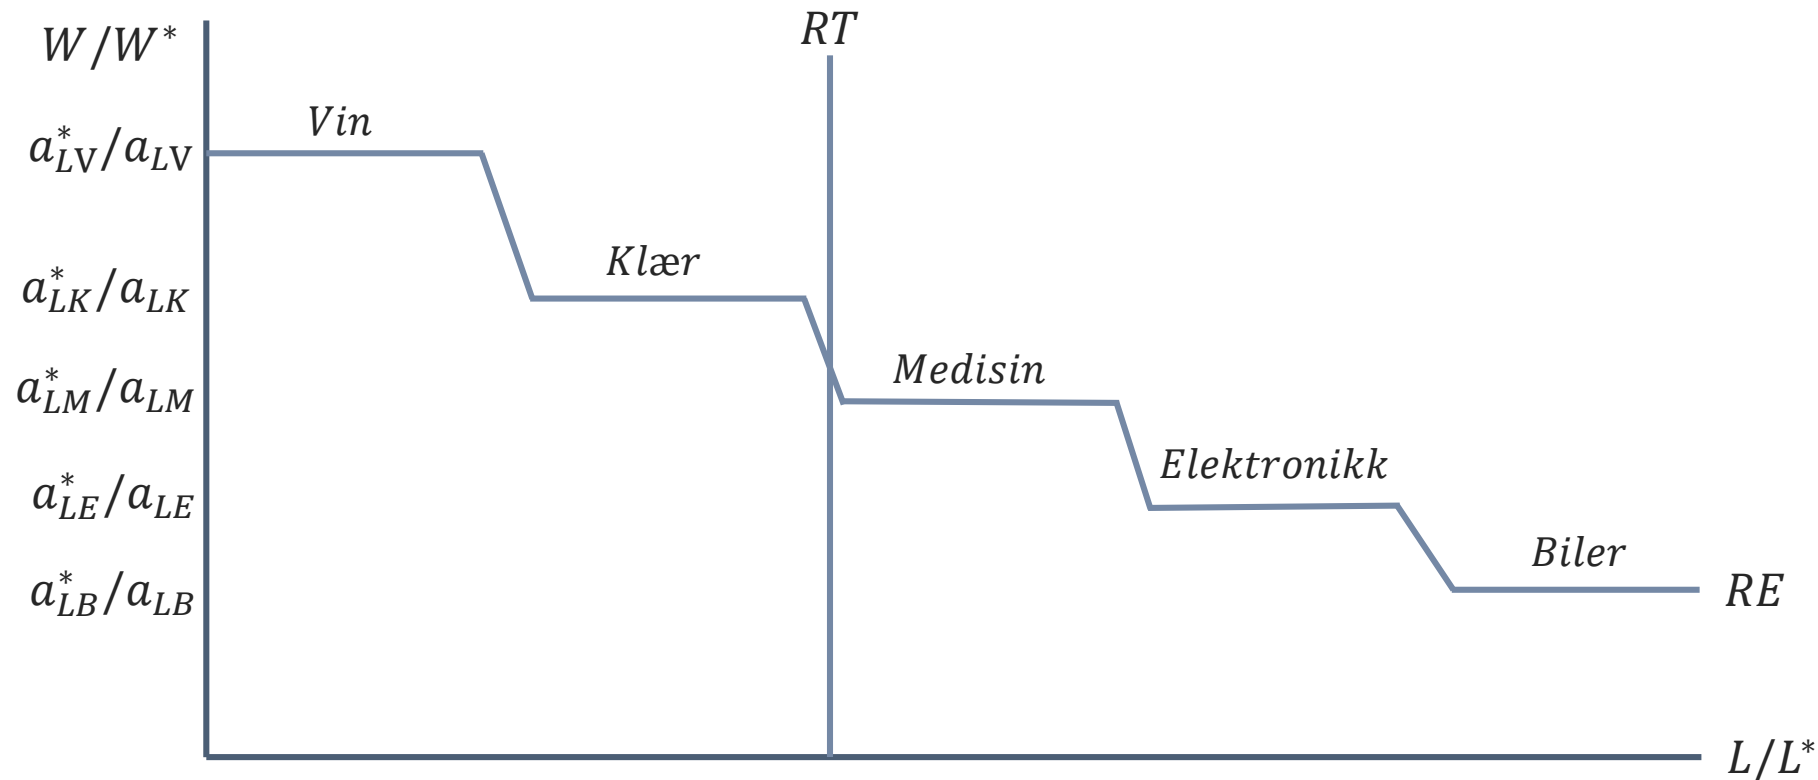 RT
W/W*
Vin
a*LV/aLV
Klær
a*LK/aLK
Medisin
a*LM/aLM
Elektronikk
a*LE/aLE
Biler
a*LB/aLB
RE
L/L*